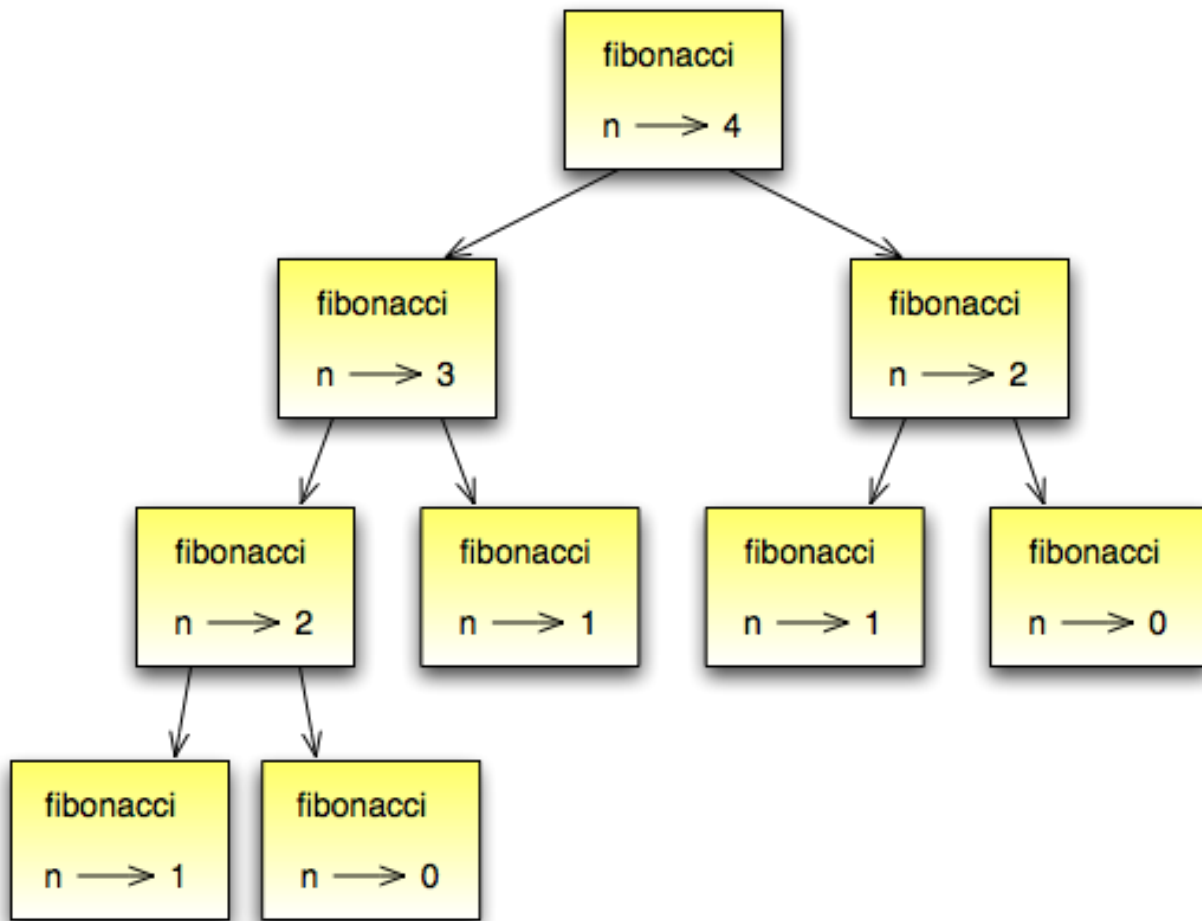 fibonacci
n → 4
fibonacci
n → 3
fibonacci
n → 2
fibonacci
n → 2
fibonacci
n → 1
fibonacci
n → 1
fibonacci
n → 0
fibonacci
n → 1
fibonacci
n → 0